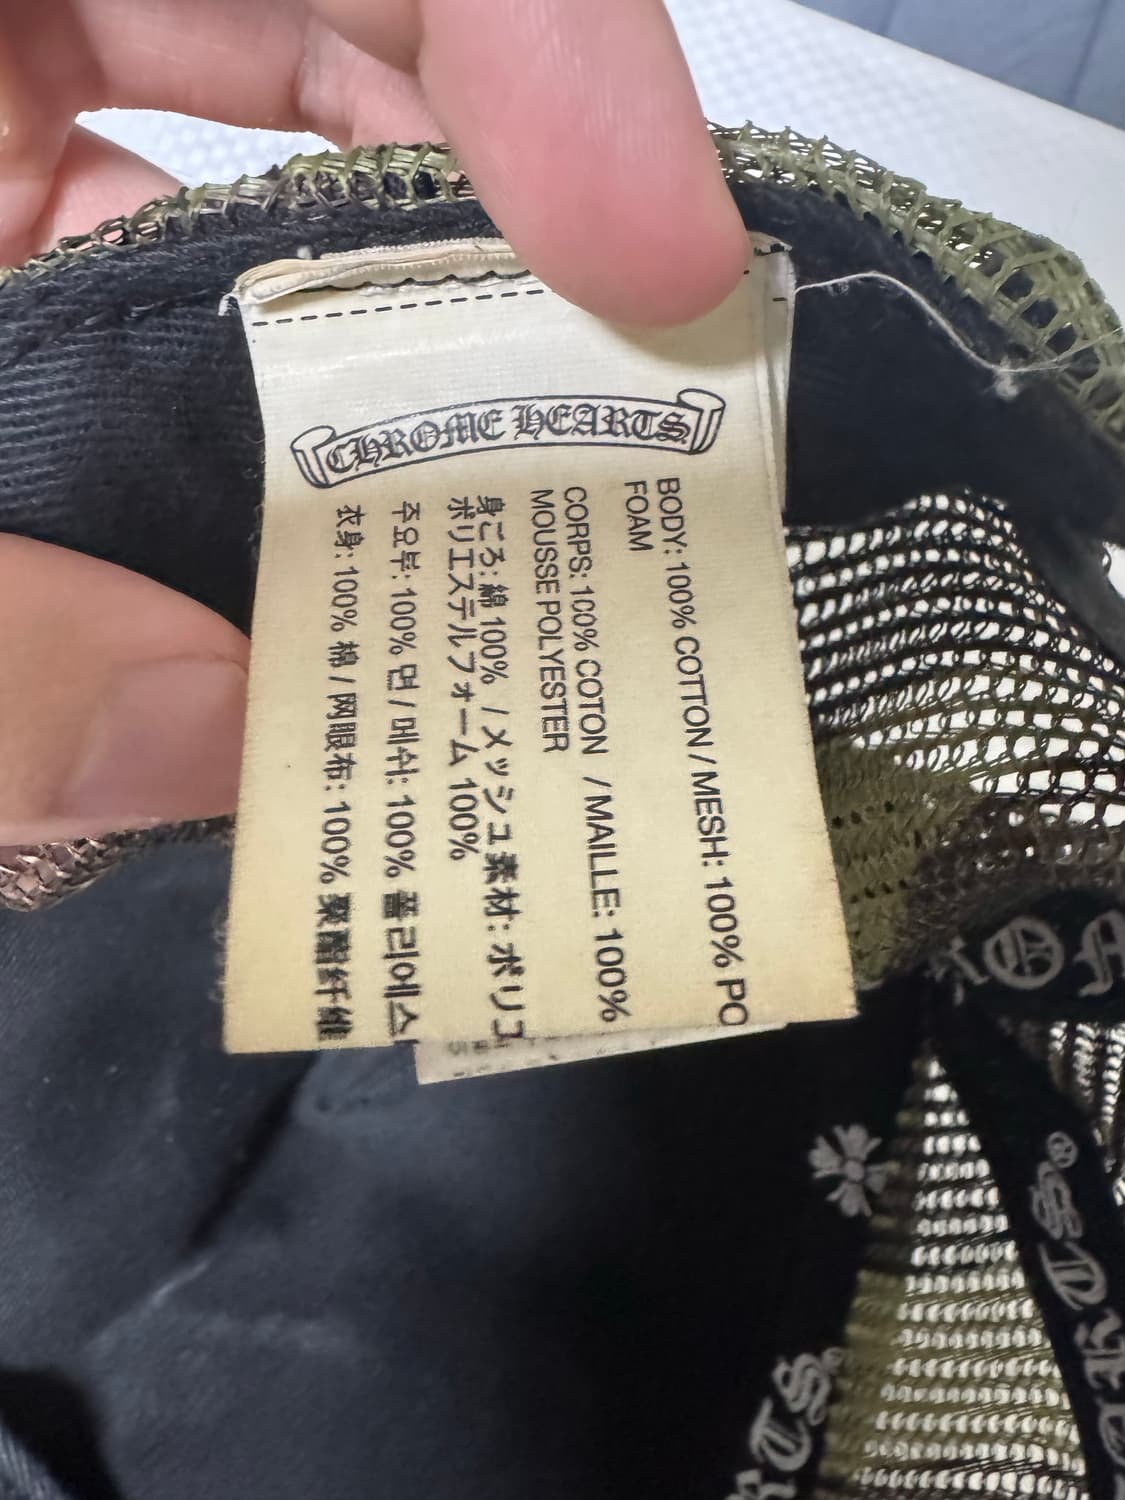 CHROME HEARTS
BODY: 100% COTTON / MESH: 100% PO
FOAM
CORPS: 100% COTON / MAILLE: 100%
MOUSSE POLYESTER
身ごろ: 綿 100% / メッシュ素材: ポリエ
ポリエステルフォーム 100%
주요부: 100% 면 / 메쉬: 100% 폴리에스
衣身: 100% 棉 / 网眼布: 100% 聚酯纤维
®
RTS